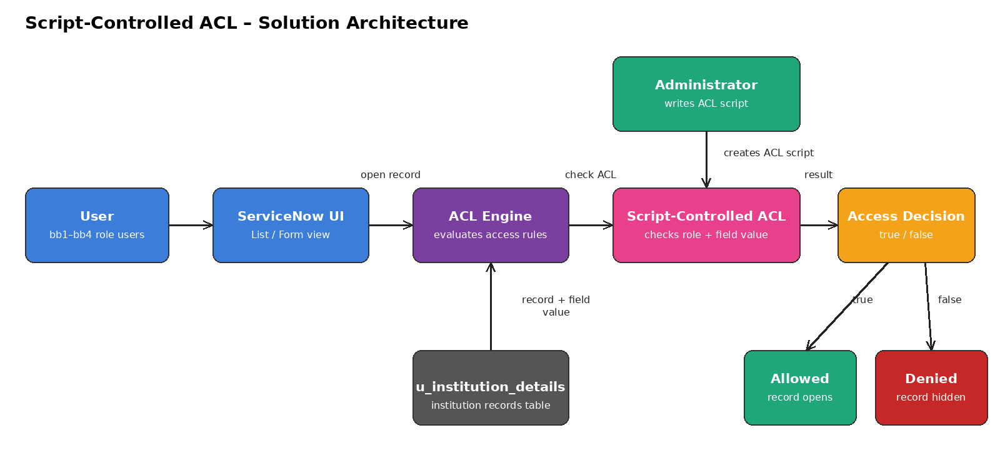 Script-Controlled ACL – Solution Architecture
Administrator
writes ACL script
creates ACL script
open record
check ACL
result
User
bb1–bb4 role users
ServiceNow UI
List / Form view
ACL Engine
evaluates access rules
Script-Controlled ACL
checks role + field value
Access Decision
true / false
record + field
value
true
false
u_institution_details
institution records table
Allowed
record opens
Denied
record hidden